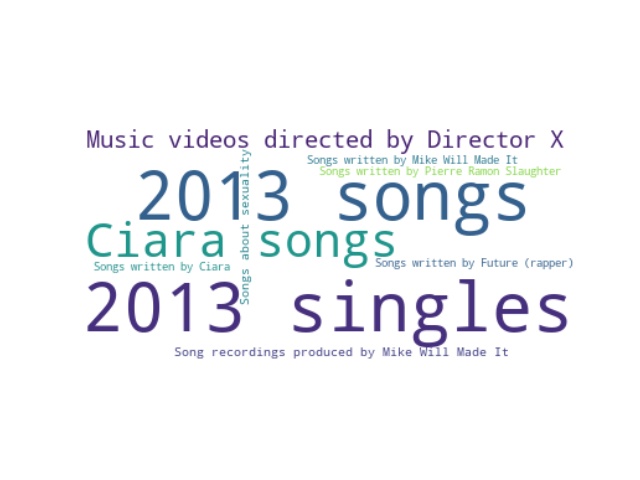 Music videos directed by Director X
Songs written by Mike Will Made It
Songs written by Pierre Ramon Slaughter
2013 songs
Songs about sexuality
Ciara songs
Songs written by Ciara
Songs written by Future (rapper)
2013 singles
Song recordings produced by Mike Will Made It